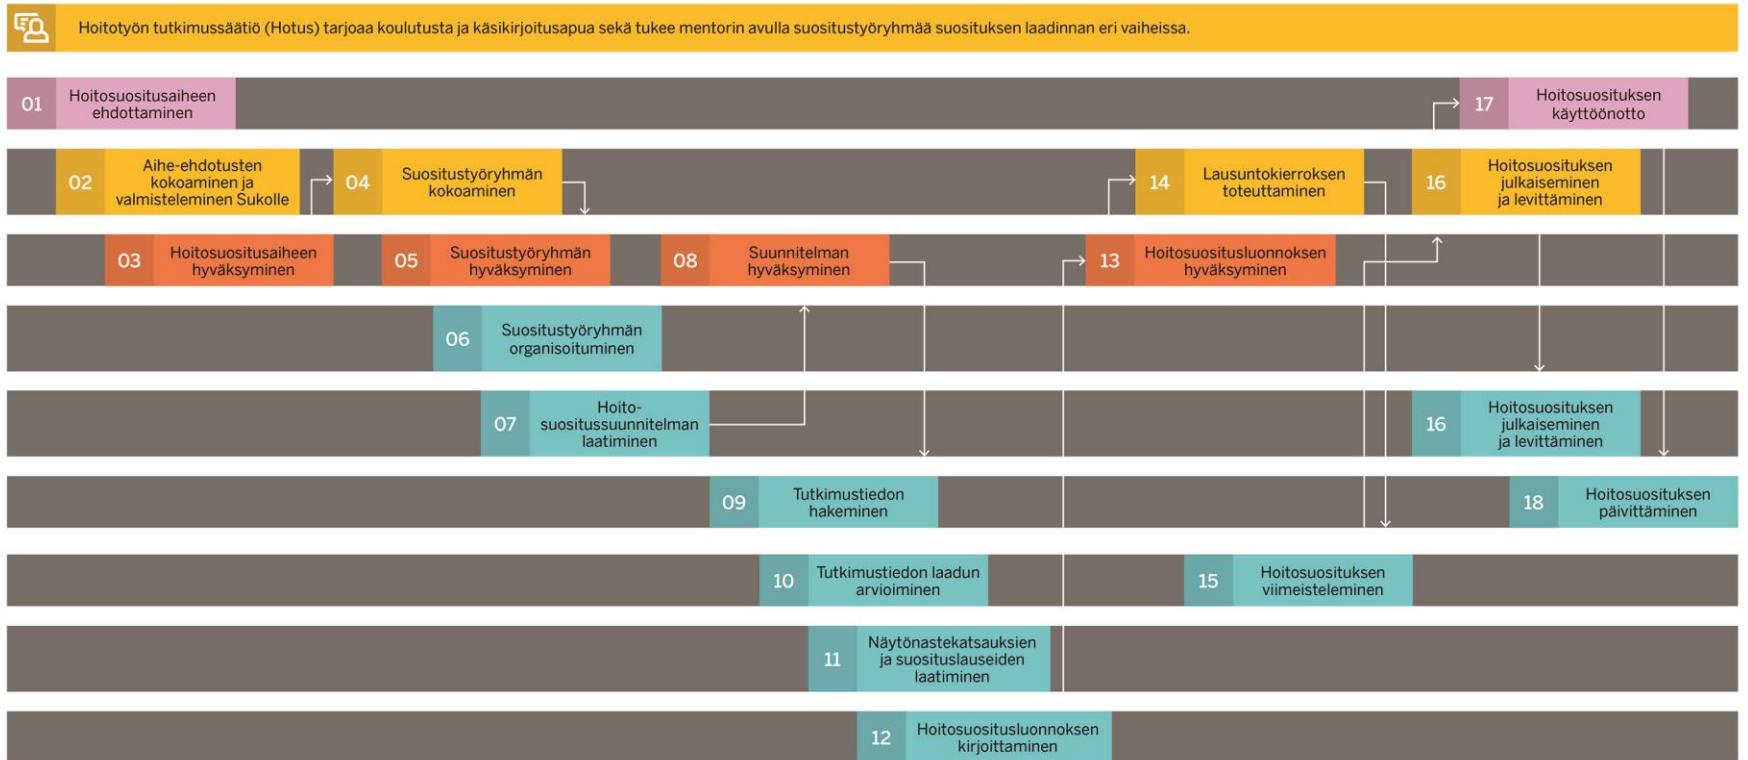 Hoitotyön tutkimussäätiö (Hotus) tarjoaa koulutusta ja käsikirjoitusapua sekä tukee mentorin avulla suositustyöryhmää suosituksen laadinnan eri vaiheissa.
01
Hoitosuositusaiheen
ehdottaminen
17
Hoitosuosituksen
käyttöönotto
02
Aihe-ehdotusten
kokoaminen ja
valmisteleminen Sukolle
04
Suositustyöryhmän
kokoaminen
14
Lausuntokierroksen
toteuttaminen
16
Hoitosuosituksen
julkaiseminen
ja levittäminen
03
Hoitosuositusaiheen
hyväksyminen
05
Suositustyöryhmän
hyväksyminen
08
Suunnitelman
hyväksyminen
13
Hoitosuositusluonnoksen
hyväksyminen
06
Suositustyöryhmän
organisoituminen
07
Hoito-
suositussuunnitelman
laatiminen
16
Hoitosuosituksen
julkaiseminen
ja levittäminen
09
Tutkimustiedon
hakeminen
18
Hoitosuosituksen
päivittäminen
10
Tutkimustiedon laadun
arvioiminen
15
Hoitosuosituksen
viimeisteleminen
11
Näytönastekatsauksien
ja suosituslauseiden
laatiminen
12
Hoitosuositusluonnoksen
kirjoittaminen